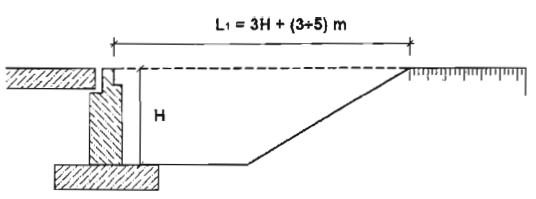 L₁ = 3H + (3÷5) m
H